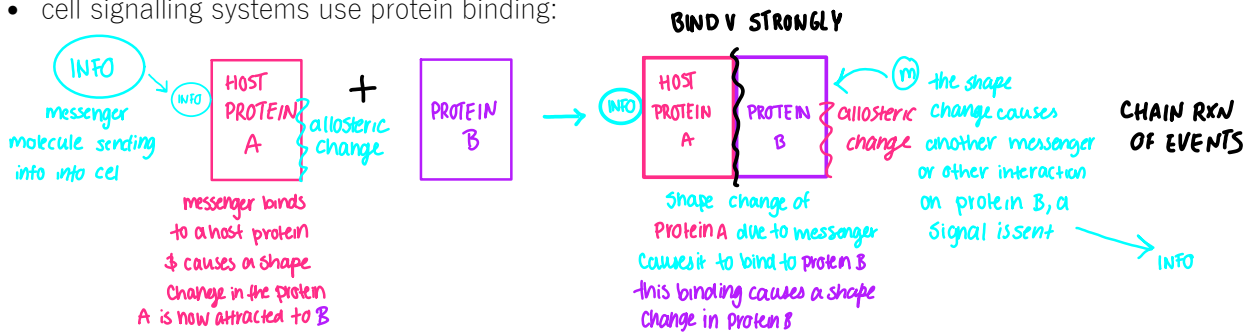 • cell signalling systems use protein binding:
BIND V STRONGLY
INFO
messenger
molecule sending
info into cel
INFO
HOST
PROTEIN
A
+
allosteric
change
PROTEIN
B
messenger binds
to a host protein
& causes a shape
Change in the protein
A is now attracted to B
INFO
HOST
PROTEIN
A
PROTEIN
B
allosteric
change
m
the shape
change causes
another messenger
or other interaction
on protein B, a
signal is sent
INFO
Shape change of
Protein A due to messenger
Causes it to bind to protein B
this binding causes a shape
Change in Protein B
CHAIN RXN
OF EVENTS